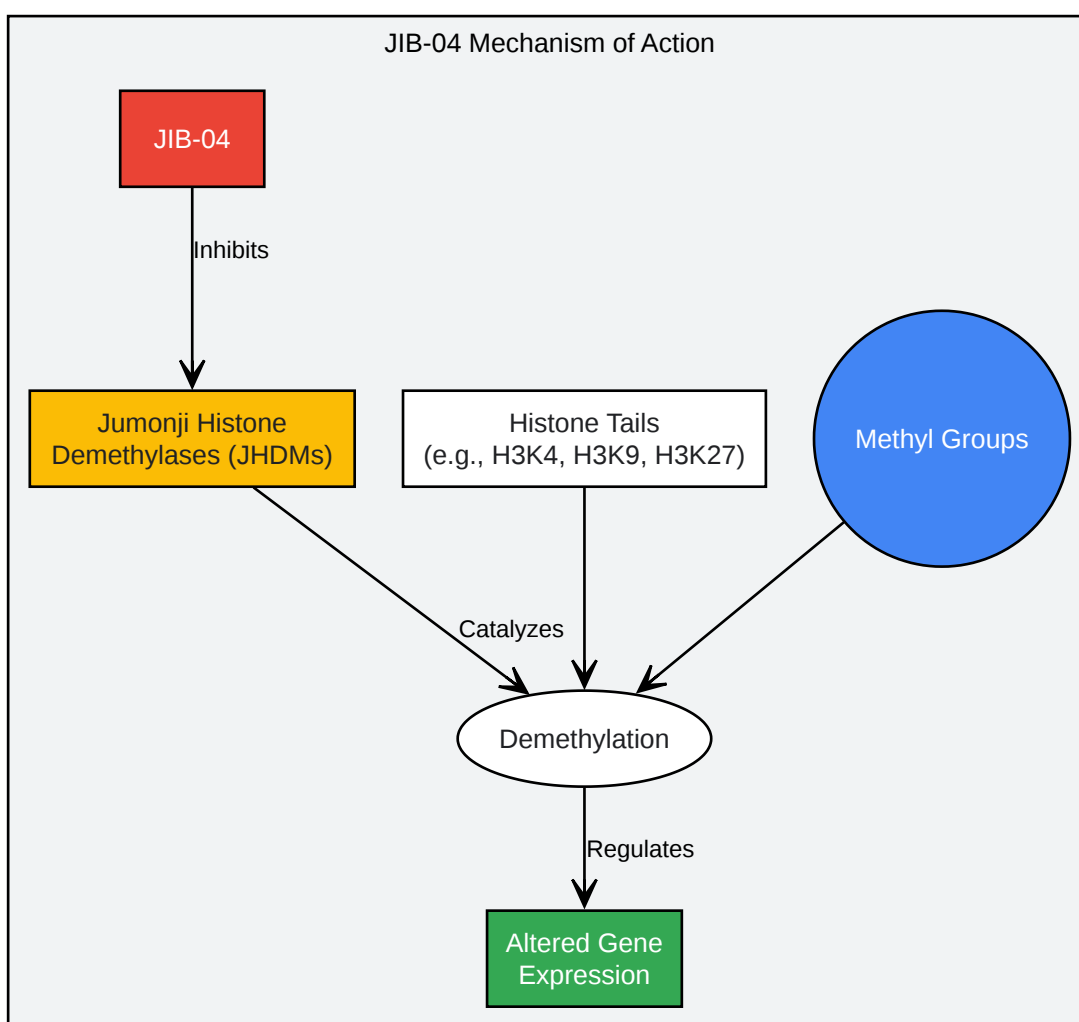 JIB-04 Mechanism of Action
JIB-04
Inhibits
Jumonji Histone
Demethylases (JHDMs)
Histone Tails
(e.g., H3K4, H3K9, H3K27)
Methyl Groups
Catalyzes
Demethylation
Regulates
Altered Gene
Expression